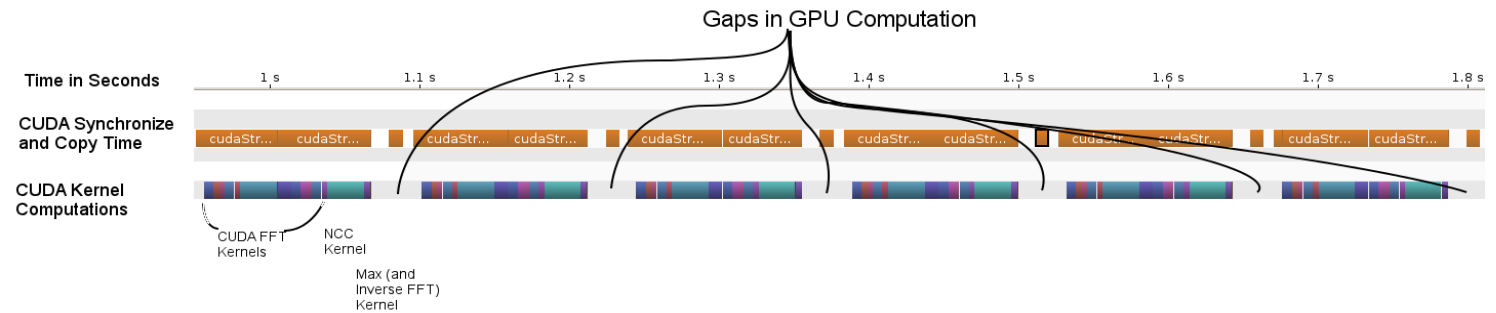 Gaps in GPU Computation
Time in Seconds
1 s 1.1 s 1.2 s 1.3 s 1.4 s 1.5 s 1.6 s 1.7 s 1.8 s
CUDA Synchronize
and Copy Time
cudaStr... cudaStr... cudaStr... cudaStr... cudaStr... cudaStr... cudaStr... cudaStr... cudaStr... cudaStr... cudaStr... cudaStr...
CUDA Kernel
Computations
CUDA FFT
Kernels
NCC
Kernel
Max (and
Inverse FFT)
Kernel